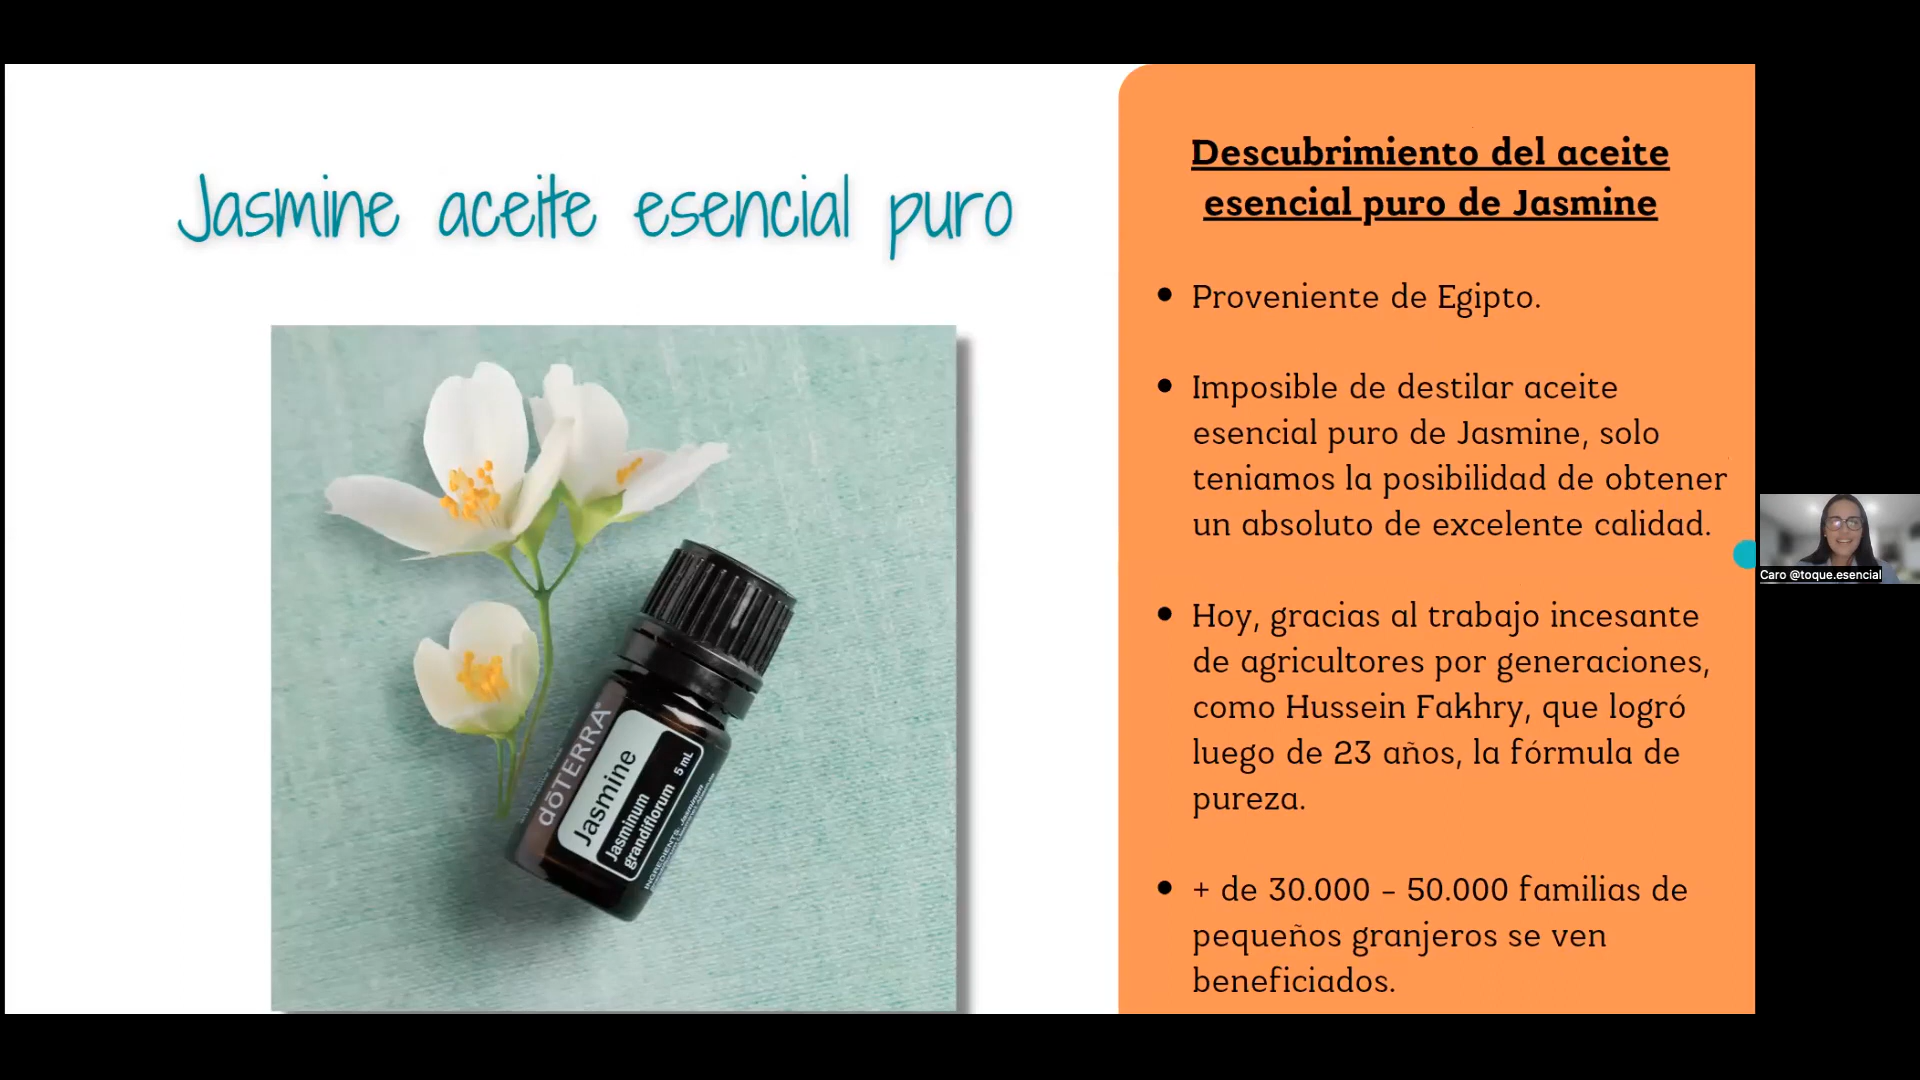 Jasmine aceite esencial puro
Descubrimiento del aceite
esencial puro de Jasmine
Proveniente de Egipto.
Imposible de destilar aceite
esencial puro de Jasmine, solo
teniamos la posibilidad de obtener
un absoluto de excelente calidad.
Hoy, gracias al trabajo incesante
de agricultores por generaciones,
como Hussein Fakhry, que logró
luego de 23 años, la fórmula de
pureza.
+ de 30.000 - 50.000 familias de
pequeños granjeros se ven
beneficiados.
dōTERRA
Jasmine
Jasminum
grandiflorum 5 mL
INGREDIENTS: Jasminum
Caro @toque.esencial